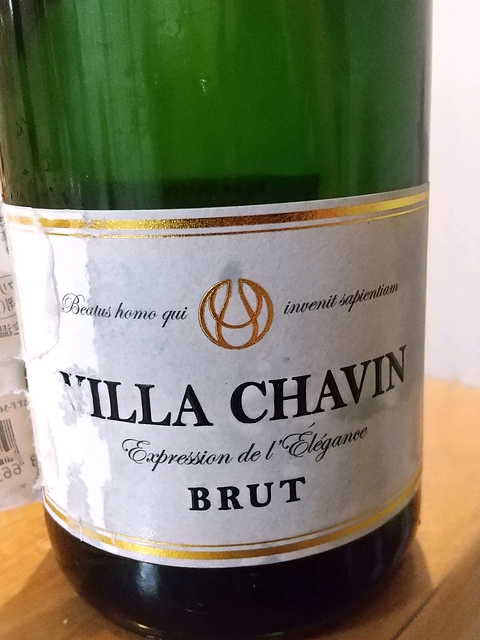 Beatus homo qui invenit sapientiam
VILLA CHAVIN
Expression de l'Élégance
BRUT